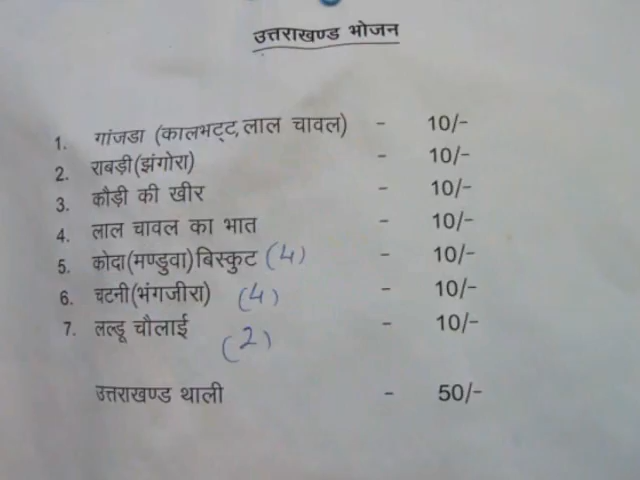 उत्तराखण्ड भोजन
1. गांजडा (कालभट्ट,लाल चावल) - 10/-
2. राबड़ी(झंगोरा) - 10/-
3. कौड़ी की खीर - 10/-
4. लाल चावल का भात - 10/-
5. कोदा(मण्डुवा)बिस्कुट (4) - 10/-
6. चटनी(भंगजीरा) (4) - 10/-
7. लल्डू चौलाई (2) - 10/-
उत्तराखण्ड थाली - 50/-